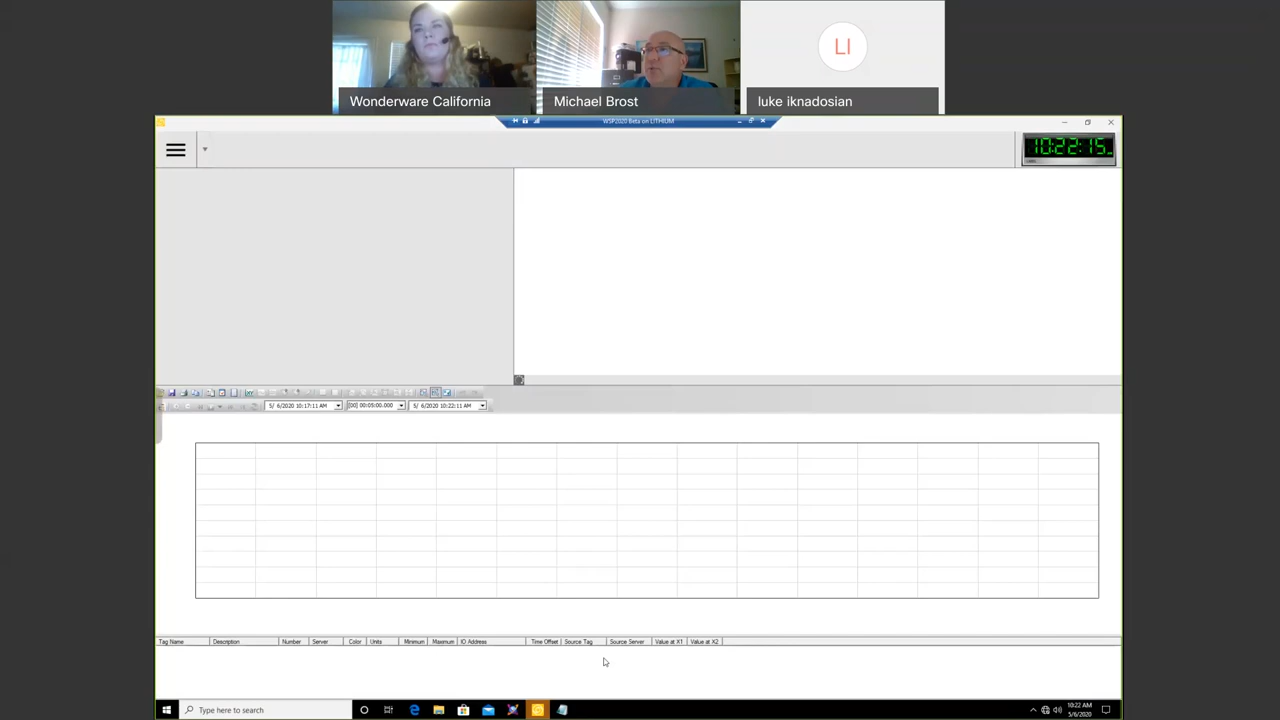 LI
Wonderware California
Michael Brost
luke iknadosian
WSP2020 Beta on LITHIUM
10:22:15
5/ 6/2020 10:17:11 AM
[00] 00:05:00.000
5/ 6/2020 10:22:11 AM
Tag Name Description Number Server Color Units Minimum Maximum IO Address Time Offset Source Tag Source Server Value at X1 Value at X2
Type here to search
10:22 AM
5/6/2020